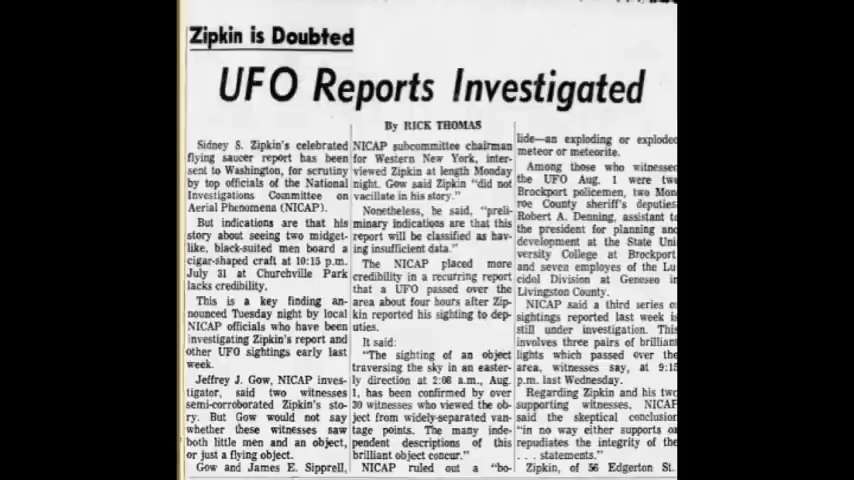 Zipkin is Doubted
UFO Reports Investigated
By RICK THOMAS
Sidney S. Zipkin's celebrated
flying saucer report has been
sent to Washington, for scrutiny
by top officials of the National
Investigations Committee on
Aerial Phenomena (NICAP).
But indications are that his
story about seeing two midget-
like, black-suited men board a
cigar-shaped craft at 10:15 p.m.
July 31 at Churchville Park
lacks credibility.
This is a key finding an-
nounced Tuesday night by local
NICAP officials who have been
investigating Zipkin's report and
other UFO sightings early last
week.
Jeffrey J. Gow, NICAP inves-
tigator, said two witnesses
semi-corroborated Zipkin's sto-
ry. But Gow would not say
whether these witnesses saw
both little men and an object,
or just a flying object.
Gow and James E. Sipprell,
NICAP subcommittee chairman
for Western New York, inter-
viewed Zipkin at length Monday
night. Gow said Zipkin "did not
vacillate in his story."
Nonetheless, he said, "preli-
minary indications are that this
report will be classified as hav-
ing insufficient data."
The NICAP placed more
credibility in a recurring report
that a UFO passed over the
area about four hours after Zip-
kin reported his sighting to dep-
uties.
It said:
"The sighting of an object
traversing the sky in an easter-
ly direction at 2:08 a.m., Aug.
1, has been confirmed by over
30 witnesses who viewed the ob-
ject from widely-separated van-
tage points. The many inde-
pendent descriptions of this
brilliant object concur."
NICAP ruled out a "bo-
lide—an exploding or exploded
meteor or meteorite.
Among those who witnessed
the UFO Aug. 1 were two
Brockport policemen, two Mon
roe County sheriff's deputies
Robert A. Denning, assistant to
the president for planning and
development at the State Uni
versity College at Brockport
and seven employes of the Lu
cidol Division at Geneseo in
Livingston County.
NICAP said a third series o
sightings reported last week is
still under investigation. This
involves three pairs of brilliant
lights which passed over the
area, witnesses say, at 9:15
p.m. last Wednesday.
Regarding Zipkin and his two
supporting witnesses, NICAP
said the skeptical conclusion
"in no way either supports or
repudiates the integrity of the
. . . statements."
Zipkin, of 56 Edgerton St.